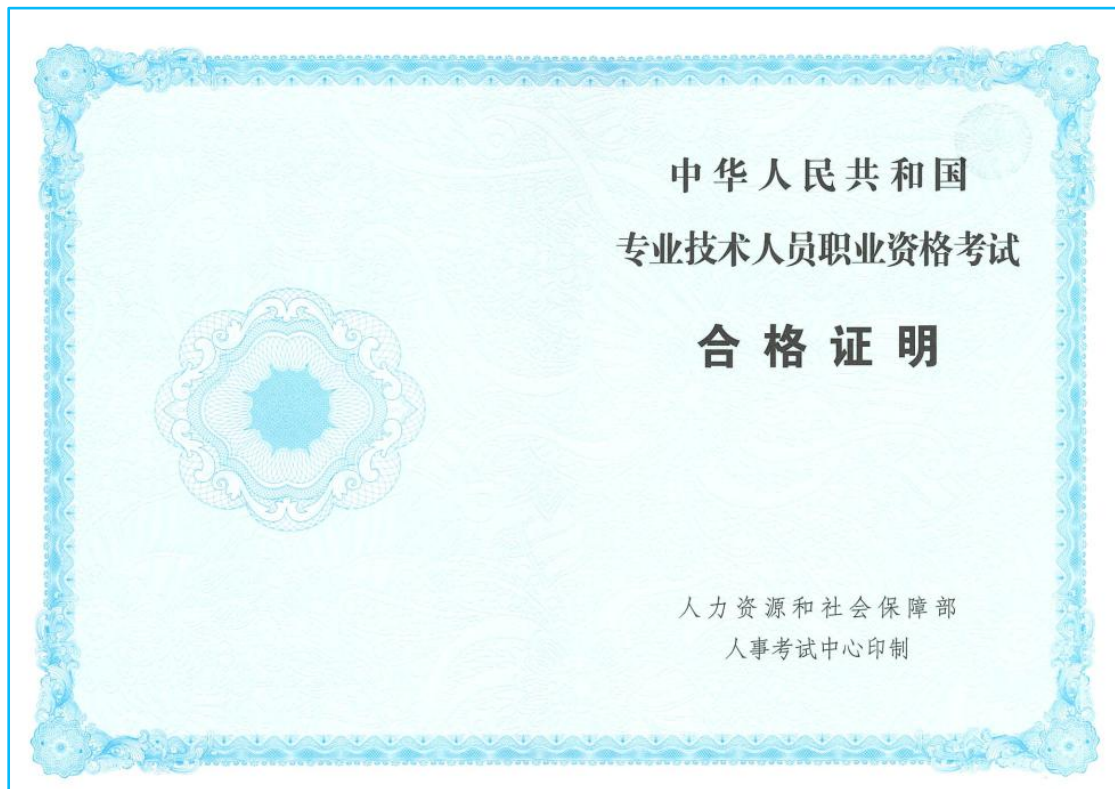 中华人民共和国
专业技术人员职业资格考试
合格证明
人力资源和社会保障部
人事考试中心印制